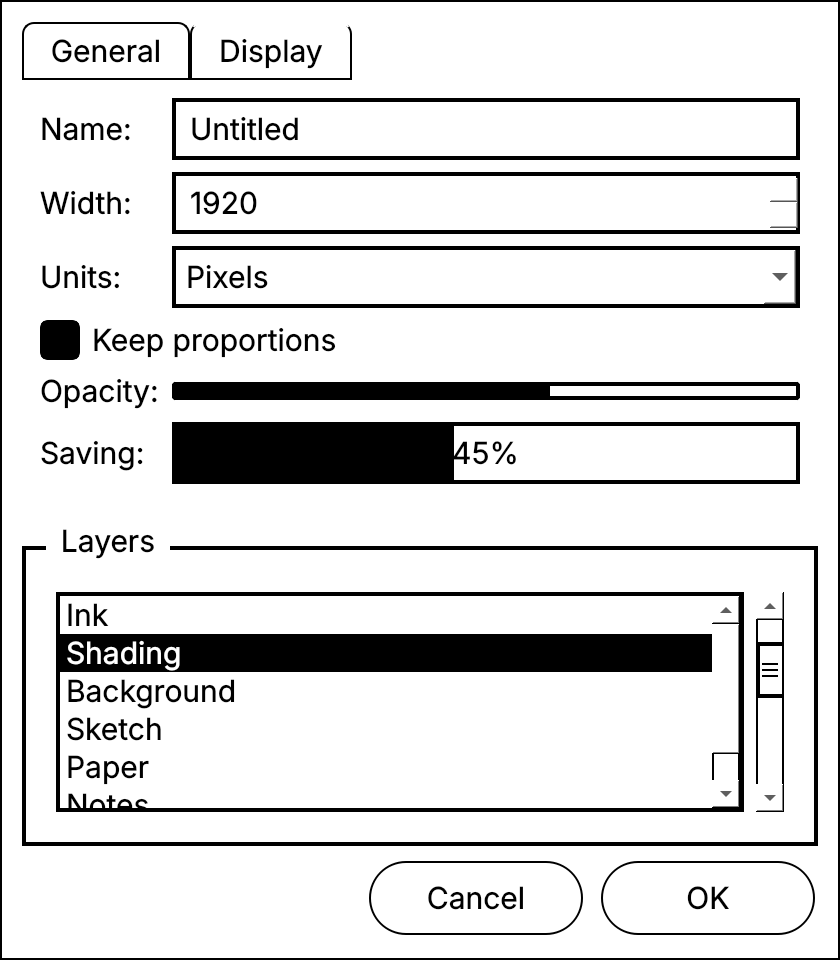 General Display
Name: Untitled
Width: 1920
Units: Pixels
Keep proportions
Opacity:
Saving: 45%
Layers
Ink
Shading
Background
Sketch
Paper
Notes
Cancel OK